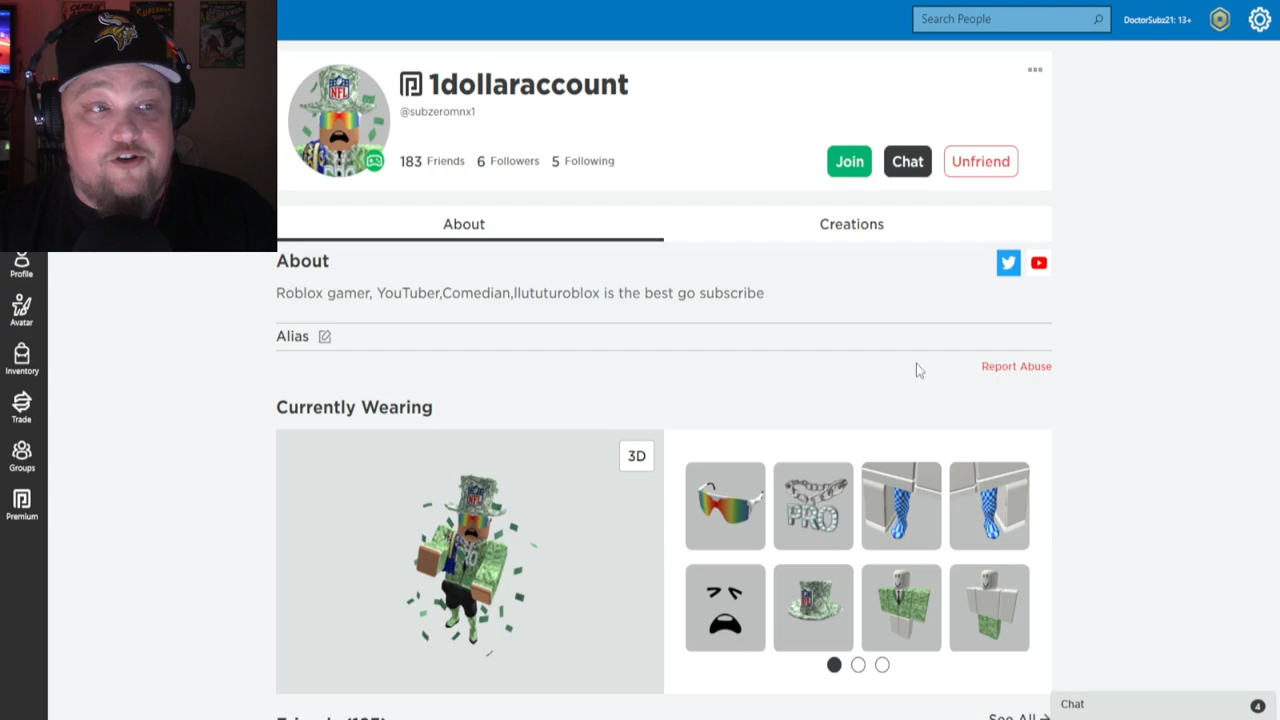 CAPTAIN
SUPERMAN
Search People
DoctorSubz21: 13+
1dollaraccount
@subzeromnx1
183 Friends 6 Followers 5 Following
Join Chat Unfriend
About Creations
About
Roblox gamer, YouTuber,Comedian,llututuroblox is the best go subscribe
Alias
Report Abuse
Currently Wearing
3D
NFL
PRO
Profile
Avatar
Inventory
Trade
Groups
Premium
See All →
Chat 4